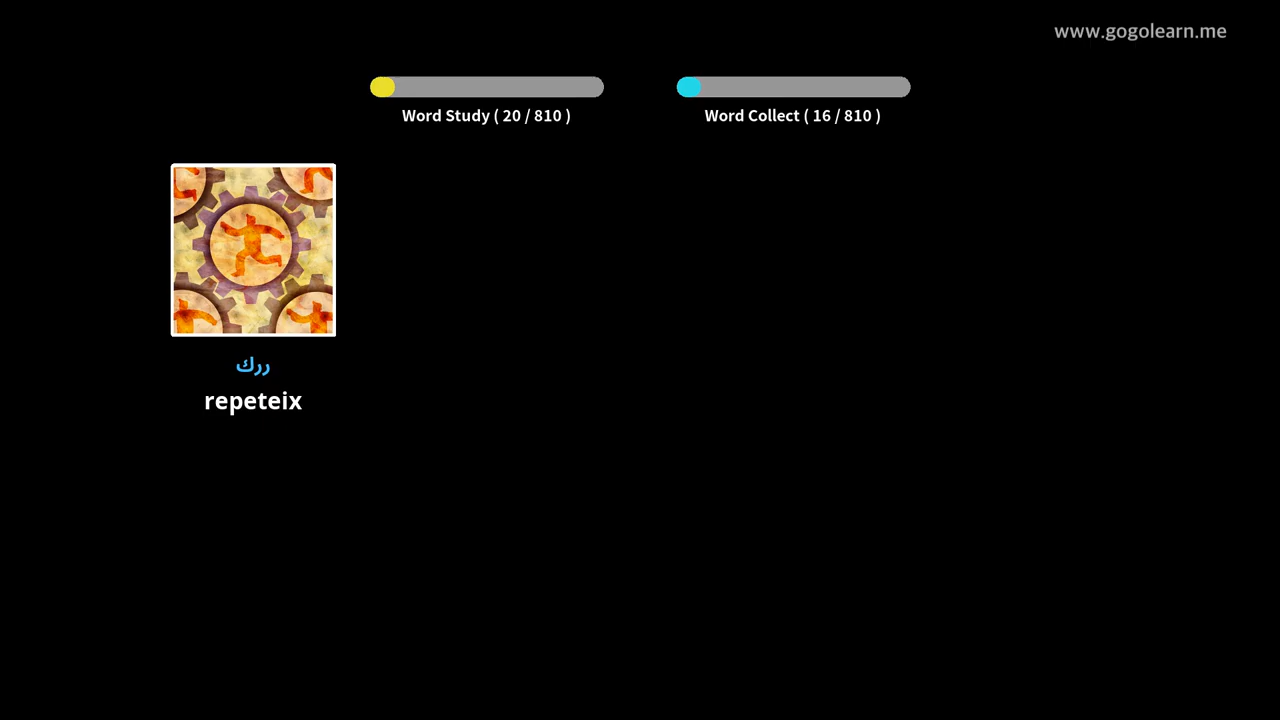 www.gogolearn.me
Word Study ( 20 / 810 )
Word Collect ( 16 / 810 )
ررك
repeteix